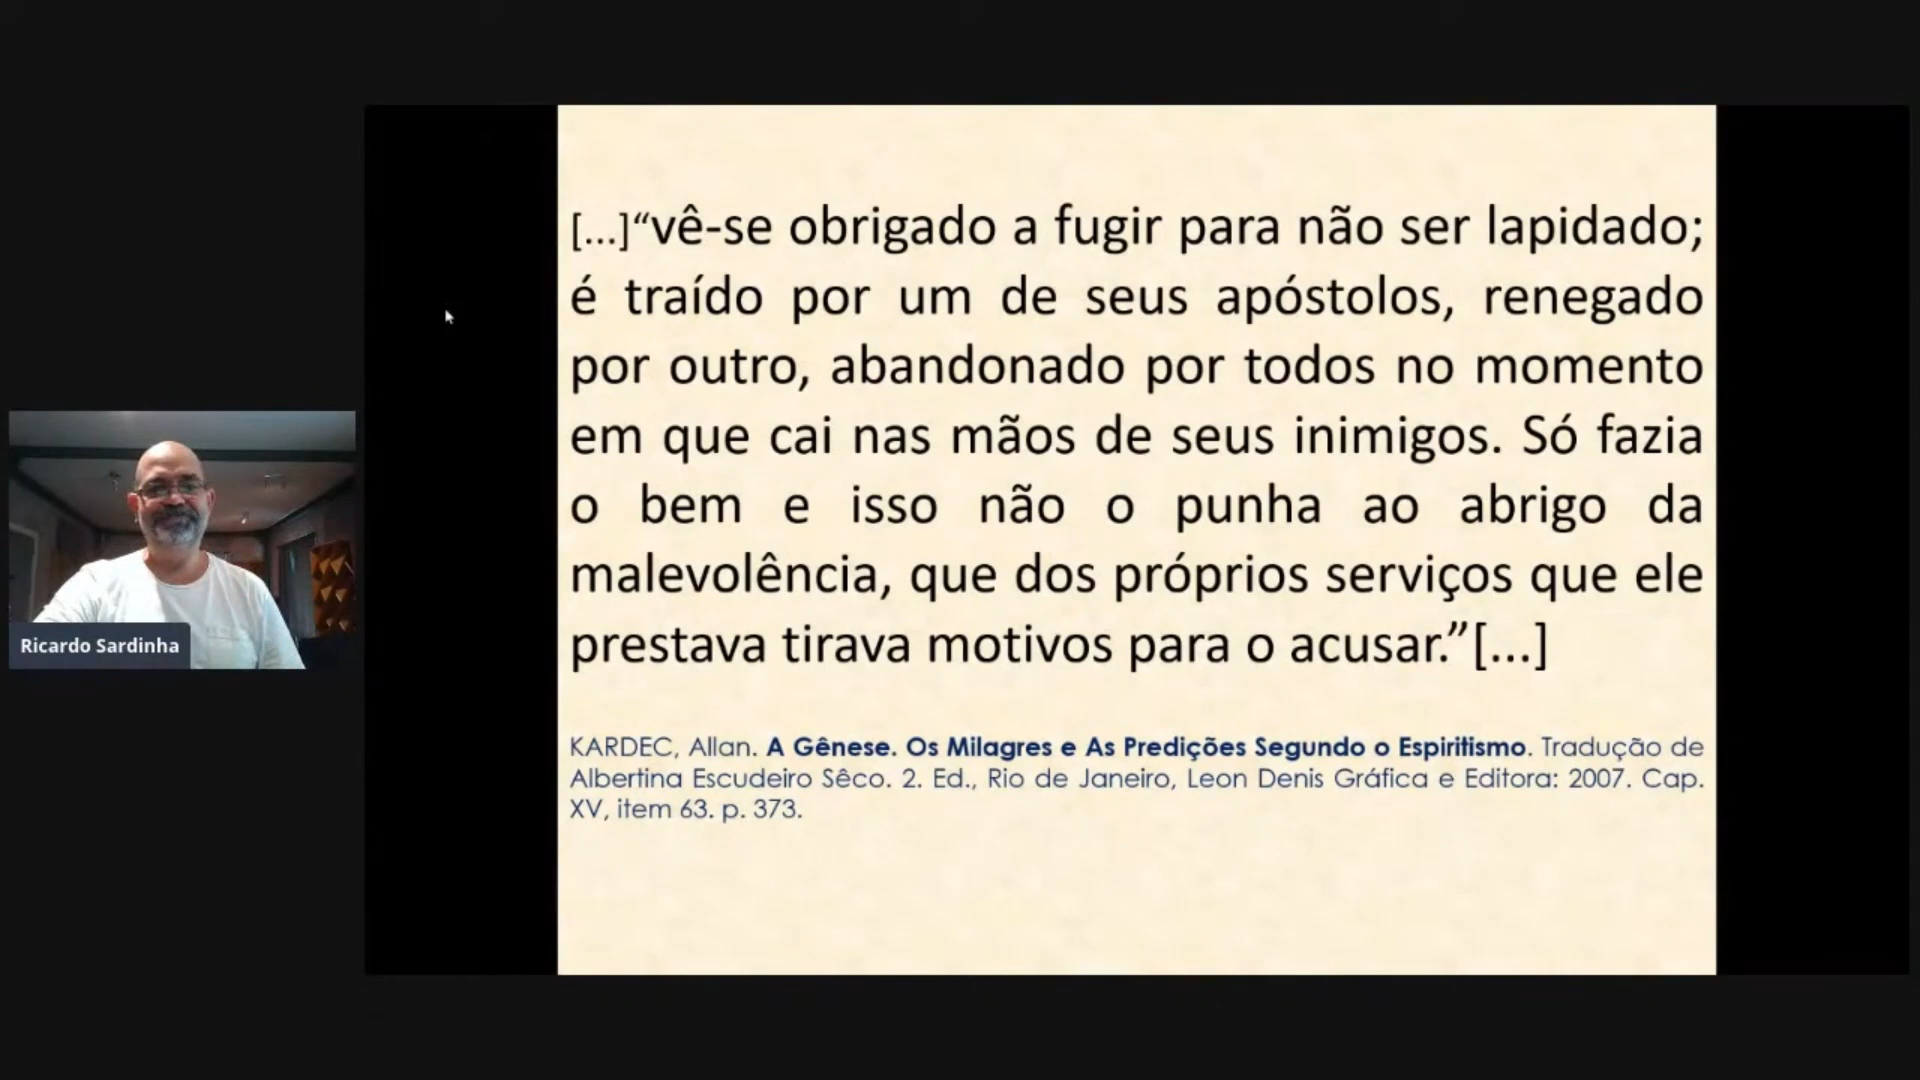 [...]“vê-se obrigado a fugir para não ser lapidado;
é traído por um de seus apóstolos, renegado
por outro, abandonado por todos no momento
em que cai nas mãos de seus inimigos. Só fazia
o bem e isso não o punha ao abrigo da
malevolência, que dos próprios serviços que ele
prestava tirava motivos para o acusar.”[...]
KARDEC, Allan. A Gênese. Os Milagres e As Predições Segundo o Espiritismo. Tradução de
Albertina Escudeiro Sêco. 2. Ed., Rio de Janeiro, Leon Denis Gráfica e Editora: 2007. Cap.
XV, item 63. p. 373.
Ricardo Sardinha